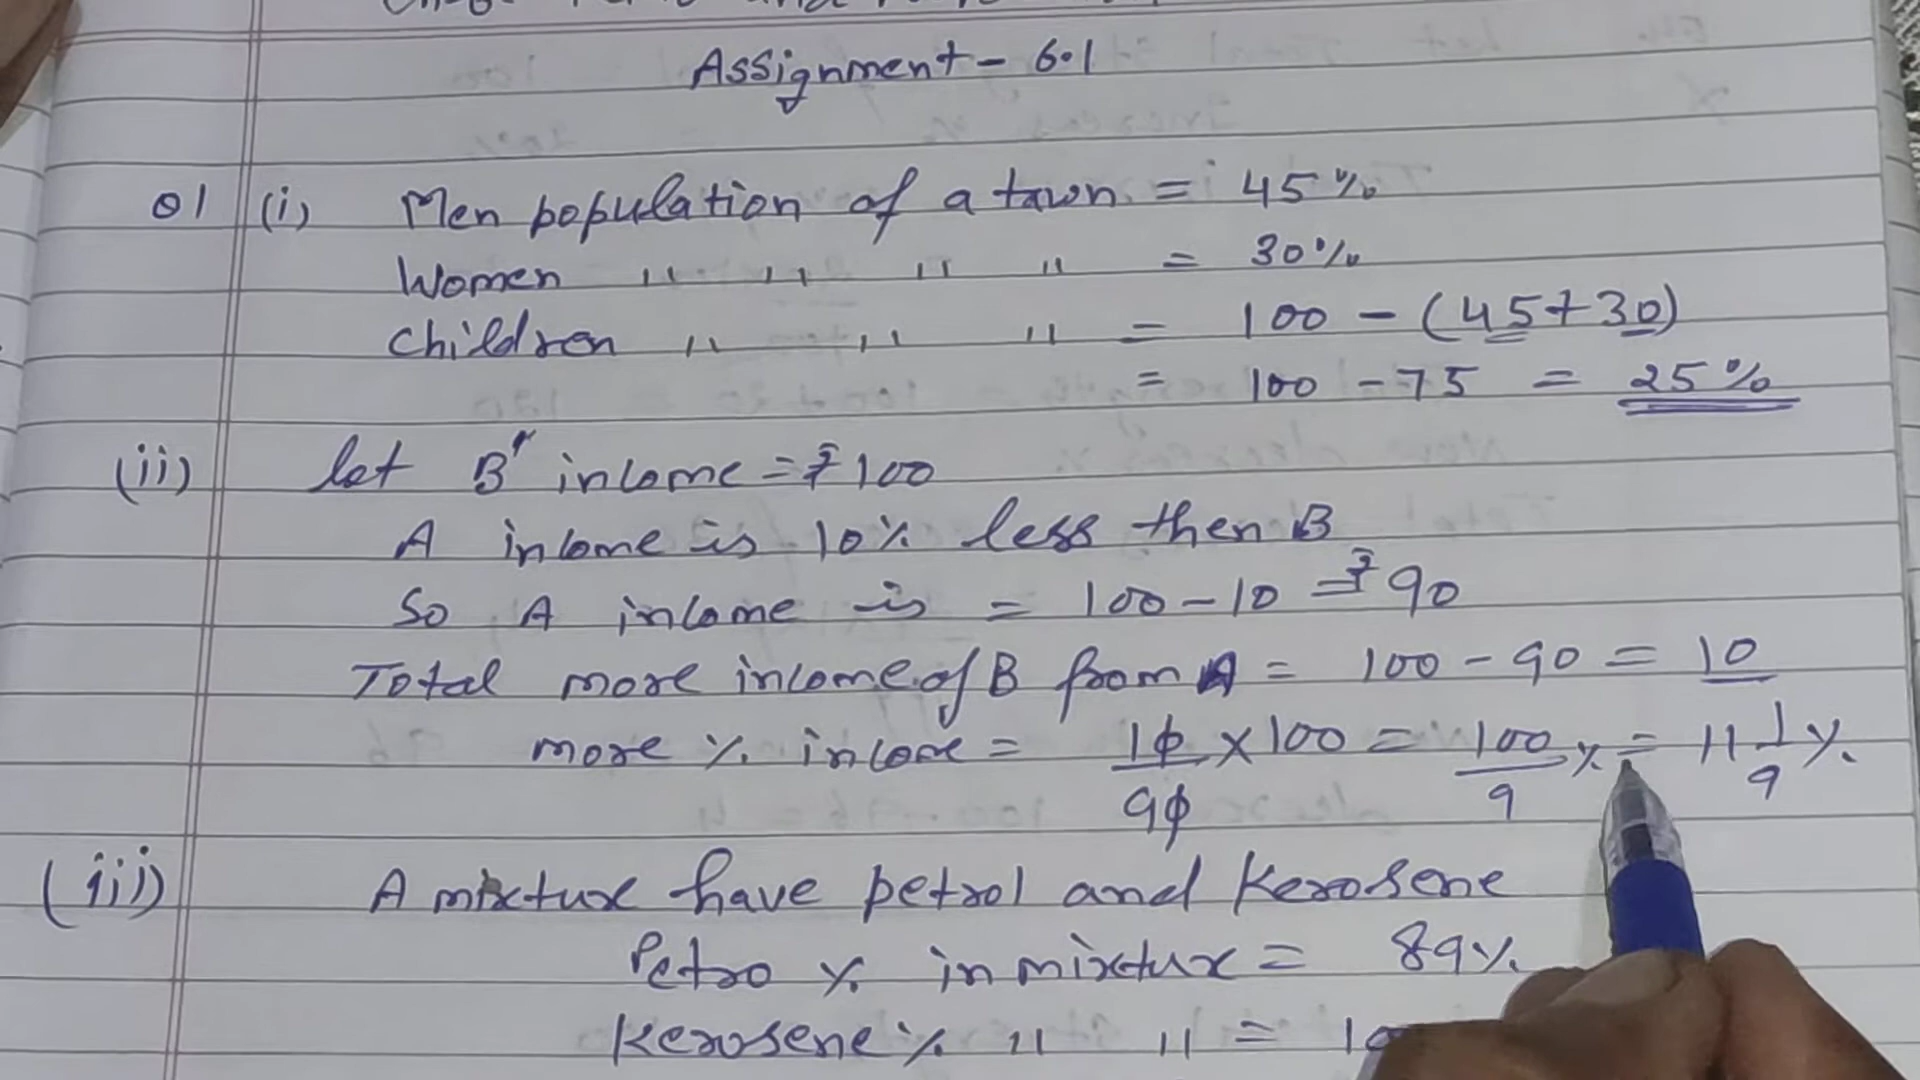 Assignment - 6.1
Q1 (i) Men population of a town = 45%
Women " " " " = 30%
Children " " " = 100 - (45+30)
= 100 - 75 = 25%
(ii) let B' income = ₹100
A income is 10% less then B
So A income is = 100 - 10 = ₹90
Total more income of B from A = 100 - 90 = 10
more % income = 10/90 × 100 = 100/9 % = 11 1/9 %.
(iii) A mixture have petrol and Kerosene
Petro % in mixture = 89%.
Kerosene % " " =